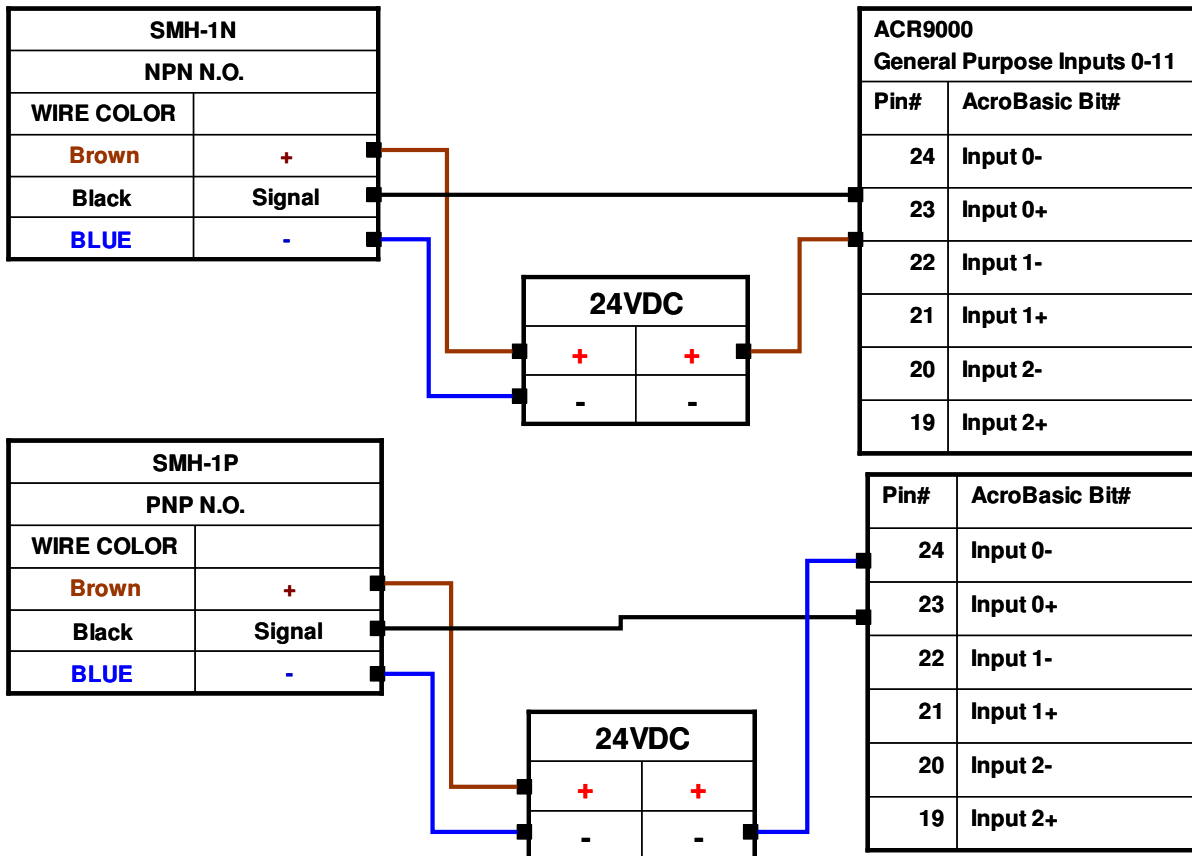 SMH-1N
NPN N.O.
WIRE COLOR
Brown +
Black Signal
BLUE -
24VDC
+ +
- -
ACR9000
General Purpose Inputs 0-11
Pin# AcroBasic Bit#
24 Input 0-
23 Input 0+
22 Input 1-
21 Input 1+
20 Input 2-
19 Input 2+
SMH-1P
PNP N.O.
WIRE COLOR
Brown +
Black Signal
BLUE -
24VDC
+ +
- -
Pin# AcroBasic Bit#
24 Input 0-
23 Input 0+
22 Input 1-
21 Input 1+
20 Input 2-
19 Input 2+